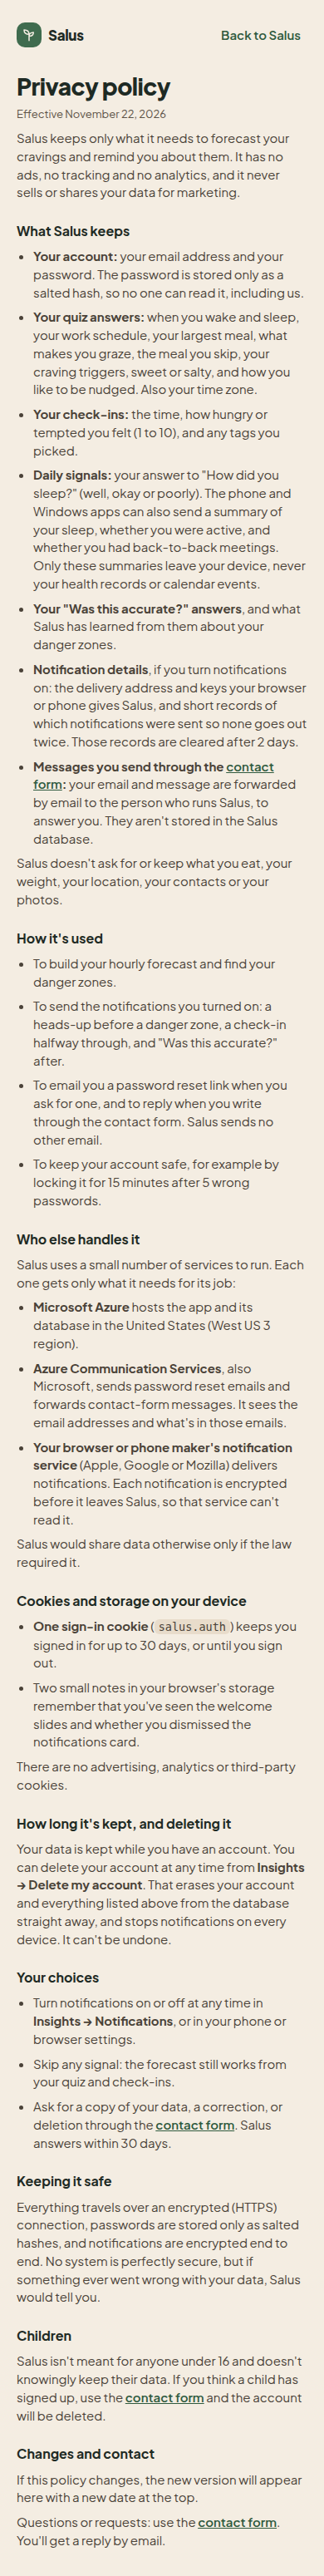 Salus
Back to Salus
Privacy policy
Effective November 22, 2026
Salus keeps only what it needs to forecast your
cravings and remind you about them. It has no
ads, no tracking and no analytics, and it never
sells or shares your data for marketing.
What Salus keeps
• Your account: your email address and your
password. The password is stored only as a
salted hash, so no one can read it, including us.
• Your quiz answers: when you wake and sleep,
your work schedule, your largest meal, what
makes you graze, the meal you skip, your
craving triggers, sweet or salty, and how you
like to be nudged. Also your time zone.
• Your check-ins: the time, how hungry or
tempted you felt (1 to 10), and any tags you
picked.
• Daily signals: your answer to "How did you
sleep?" (well, okay or poorly). The phone and
Windows apps can also send a summary of
your sleep, whether you were active, and
whether you had back-to-back meetings.
Only these summaries leave your device, never
your health records or calendar events.
• Your "Was this accurate?" answers, and what
Salus has learned from them about your
danger zones.
• Notification details, if you turn notifications
on: the delivery address and keys your browser
or phone gives Salus, and short records of
which notifications were sent so none goes out
twice. Those records are cleared after 2 days.
• Messages you send through the contact
form: your email and message are forwarded
by email to the person who runs Salus, to
answer you. They aren't stored in the Salus
database.
Salus doesn't ask for or keep what you eat, your
weight, your location, your contacts or your
photos.
How it's used
• To build your hourly forecast and find your
danger zones.
• To send the notifications you turned on: a
heads-up before a danger zone, a check-in
halfway through, and "Was this accurate?"
after.
• To email you a password reset link when you
ask for one, and to reply when you write
through the contact form. Salus sends no
other email.
• To keep your account safe, for example by
locking it for 15 minutes after 5 wrong
passwords.
Who else handles it
Salus uses a small number of services to run. Each
one gets only what it needs for its job:
• Microsoft Azure hosts the app and its
database in the United States (West US 3
region).
• Azure Communication Services, also
Microsoft, sends password reset emails and
forwards contact-form messages. It sees the
email addresses and what's in those emails.
• Your browser or phone maker's notification
service (Apple, Google or Mozilla) delivers
notifications. Each notification is encrypted
before it leaves Salus, so that service can't
read it.
Salus would share data otherwise only if the law
required it.
Cookies and storage on your device
• One sign-in cookie (salus.auth) keeps you
signed in for up to 30 days, or until you sign
out.
• Two small notes in your browser's storage
remember that you've seen the welcome
slides and whether you dismissed the
notifications card.
There are no advertising, analytics or third-party
cookies.
How long it's kept, and deleting it
Your data is kept while you have an account. You
can delete your account at any time from Insights
→ Delete my account. That erases your account
and everything listed above from the database
straight away, and stops notifications on every
device. It can't be undone.
Your choices
• Turn notifications on or off at any time in
Insights → Notifications, or in your phone or
browser settings.
• Skip any signal: the forecast still works from
your quiz and check-ins.
• Ask for a copy of your data, a correction, or
deletion through the contact form. Salus
answers within 30 days.
Keeping it safe
Everything travels over an encrypted (HTTPS)
connection, passwords are stored only as salted
hashes, and notifications are encrypted end to
end. No system is perfectly secure, but if
something ever went wrong with your data, Salus
would tell you.
Children
Salus isn't meant for anyone under 16 and doesn't
knowingly keep their data. If you think a child has
signed up, use the contact form and the account
will be deleted.
Changes and contact
If this policy changes, the new version will appear
here with a new date at the top.
Questions or requests: use the contact form.
You'll get a reply by email.